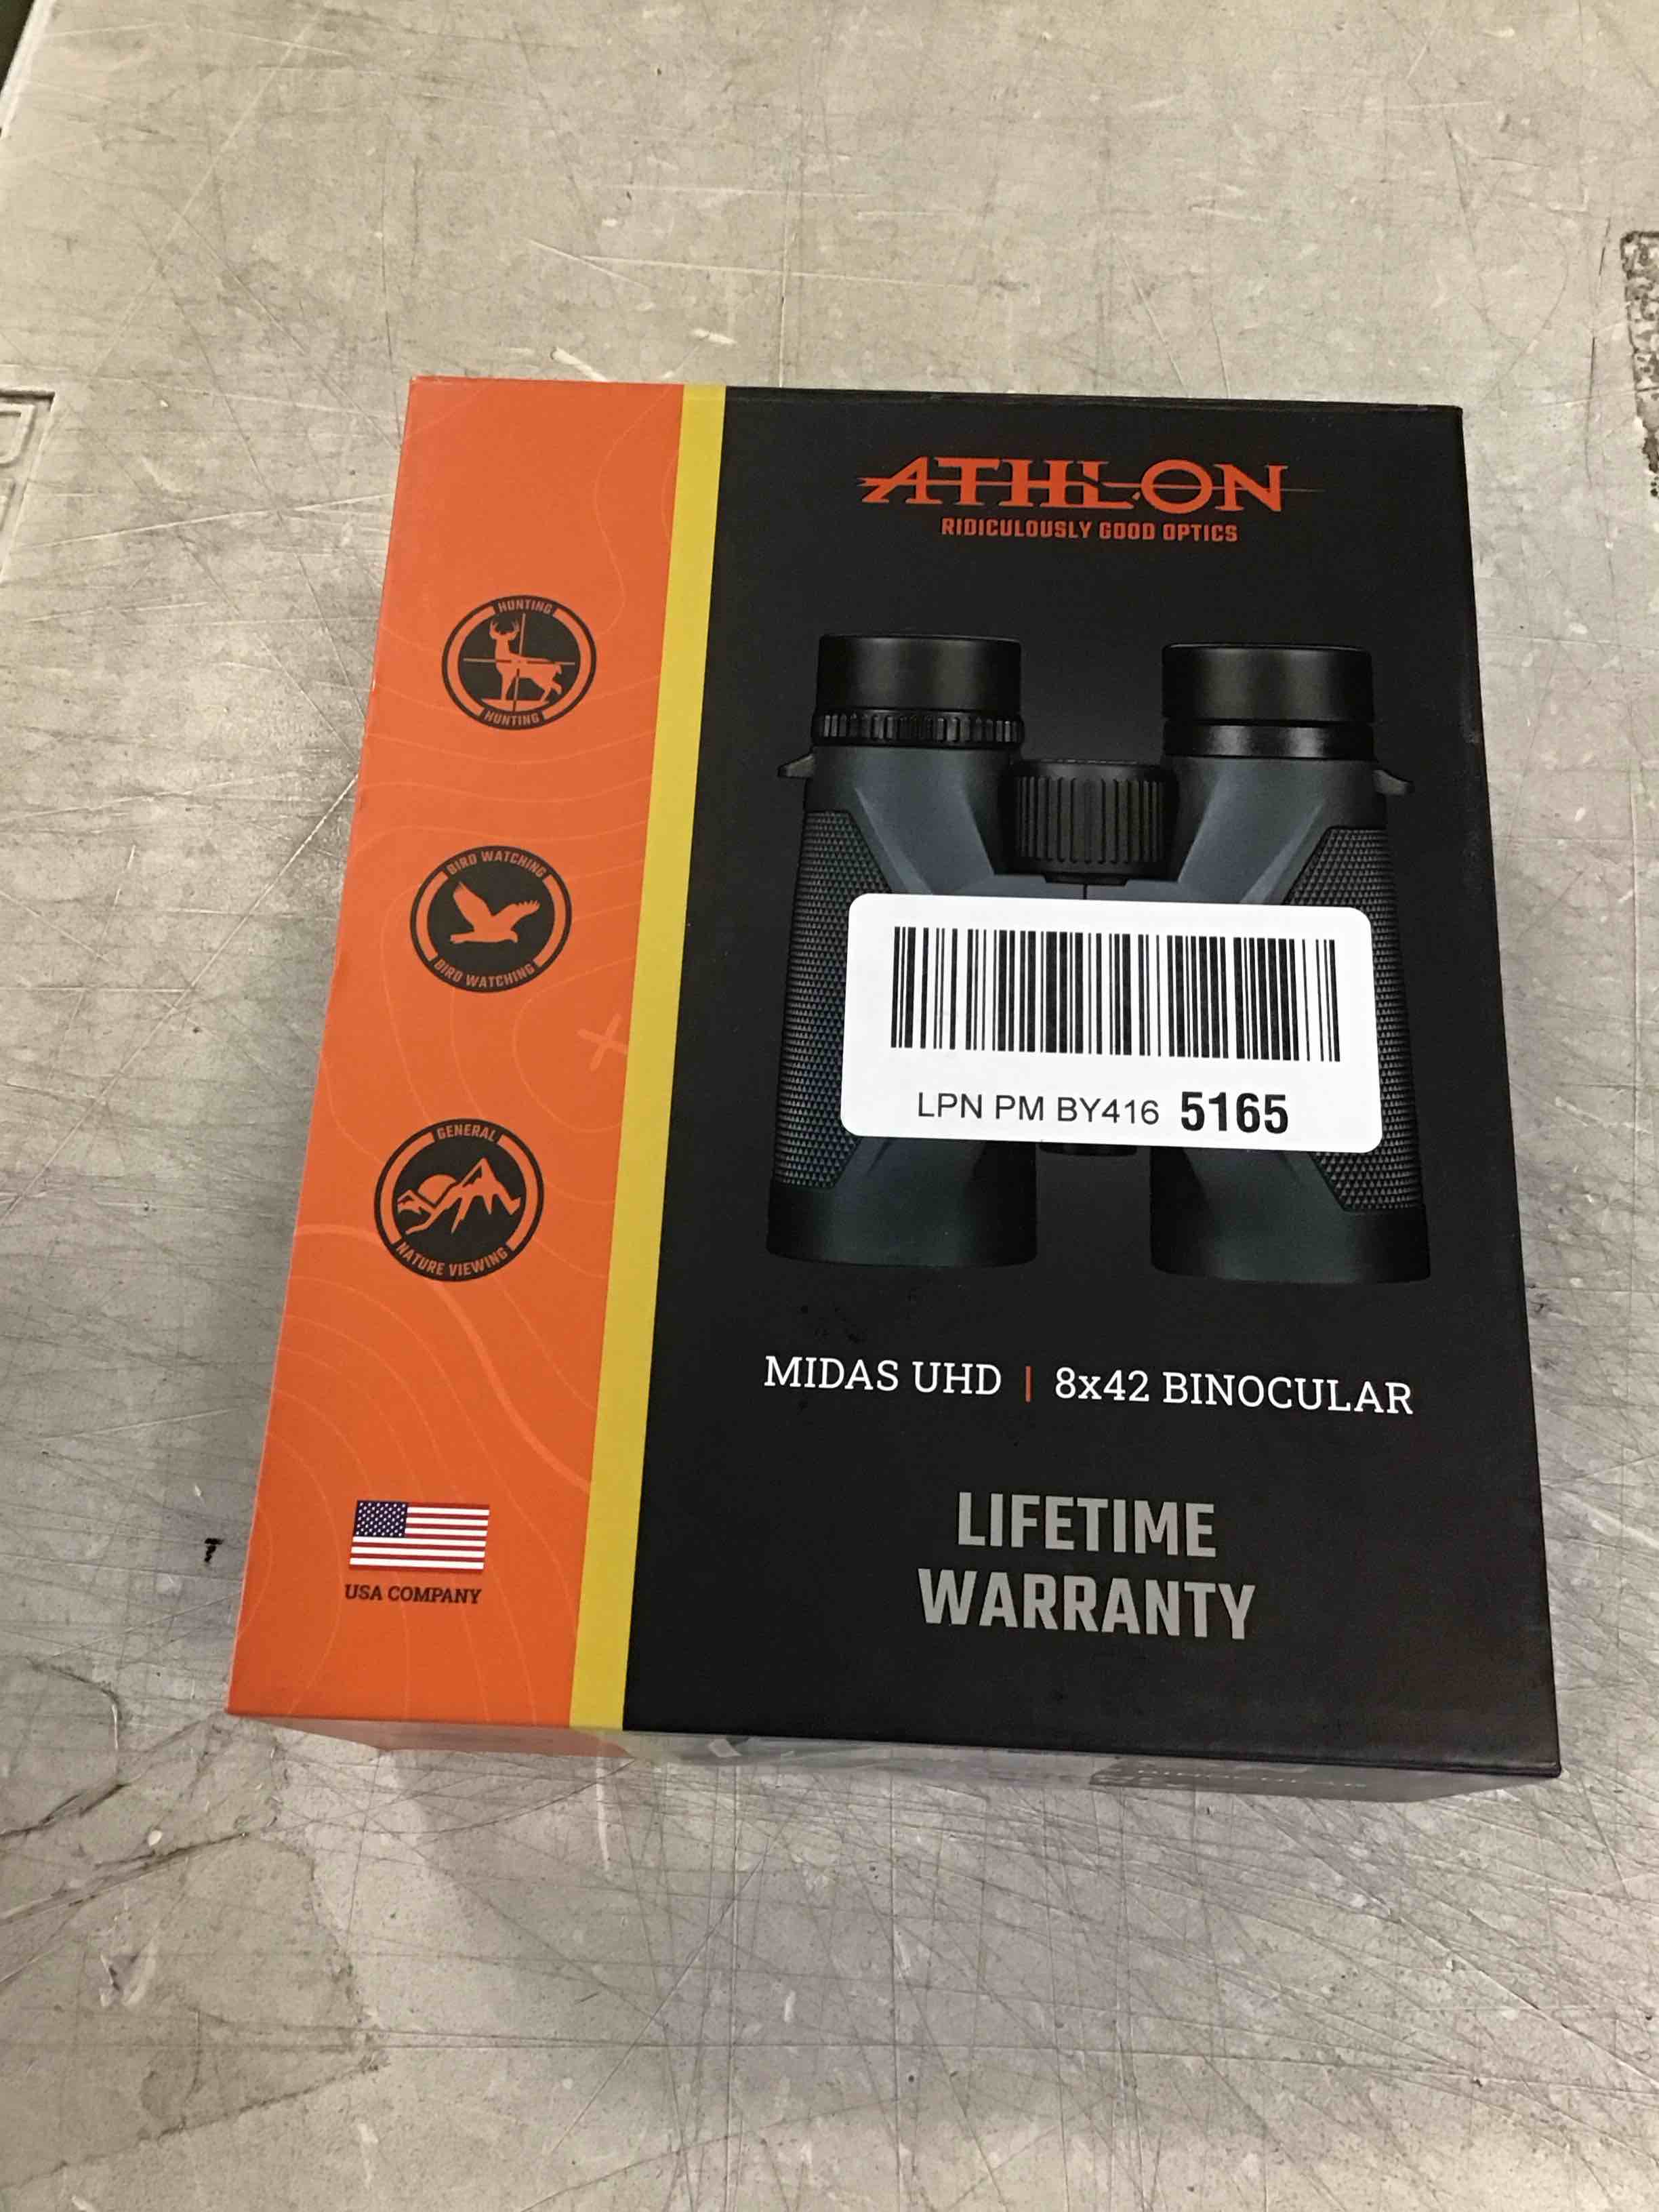 ATHLON
RIDICULOUSLY GOOD OPTICS
HUNTING
HUNTING
BIRD WATCHING
BIRD WATCHING
LPN PM BY416 5165
GENERAL
NATURE VIEWING
MIDAS UHD | 8x42 BINOCULAR
LIFETIME
WARRANTY
USA COMPANY